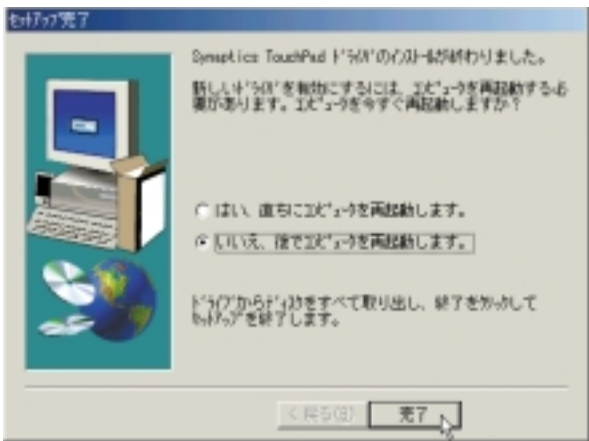 ｾｯﾄｱｯﾌﾟ完了
Synaptics TouchPad ﾄﾞﾗｲﾊﾞのｲﾝｽﾄｰﾙが終わりました。
新しいﾄﾞﾗｲﾊﾞを有効にするには、ｺﾝﾋﾟｭｰﾀを再起動する必
要があります。ｺﾝﾋﾟｭｰﾀを今すぐ再起動しますか？
はい、直ちにｺﾝﾋﾟｭｰﾀを再起動します。
いいえ、後でｺﾝﾋﾟｭｰﾀを再起動します。
ﾄﾞﾗｲﾌﾞからﾃﾞｨｽｸをすべて取り出し、終了をｸﾘｯｸして
ｾｯﾄｱｯﾌﾟを終了します。
< 戻る(B)
完了